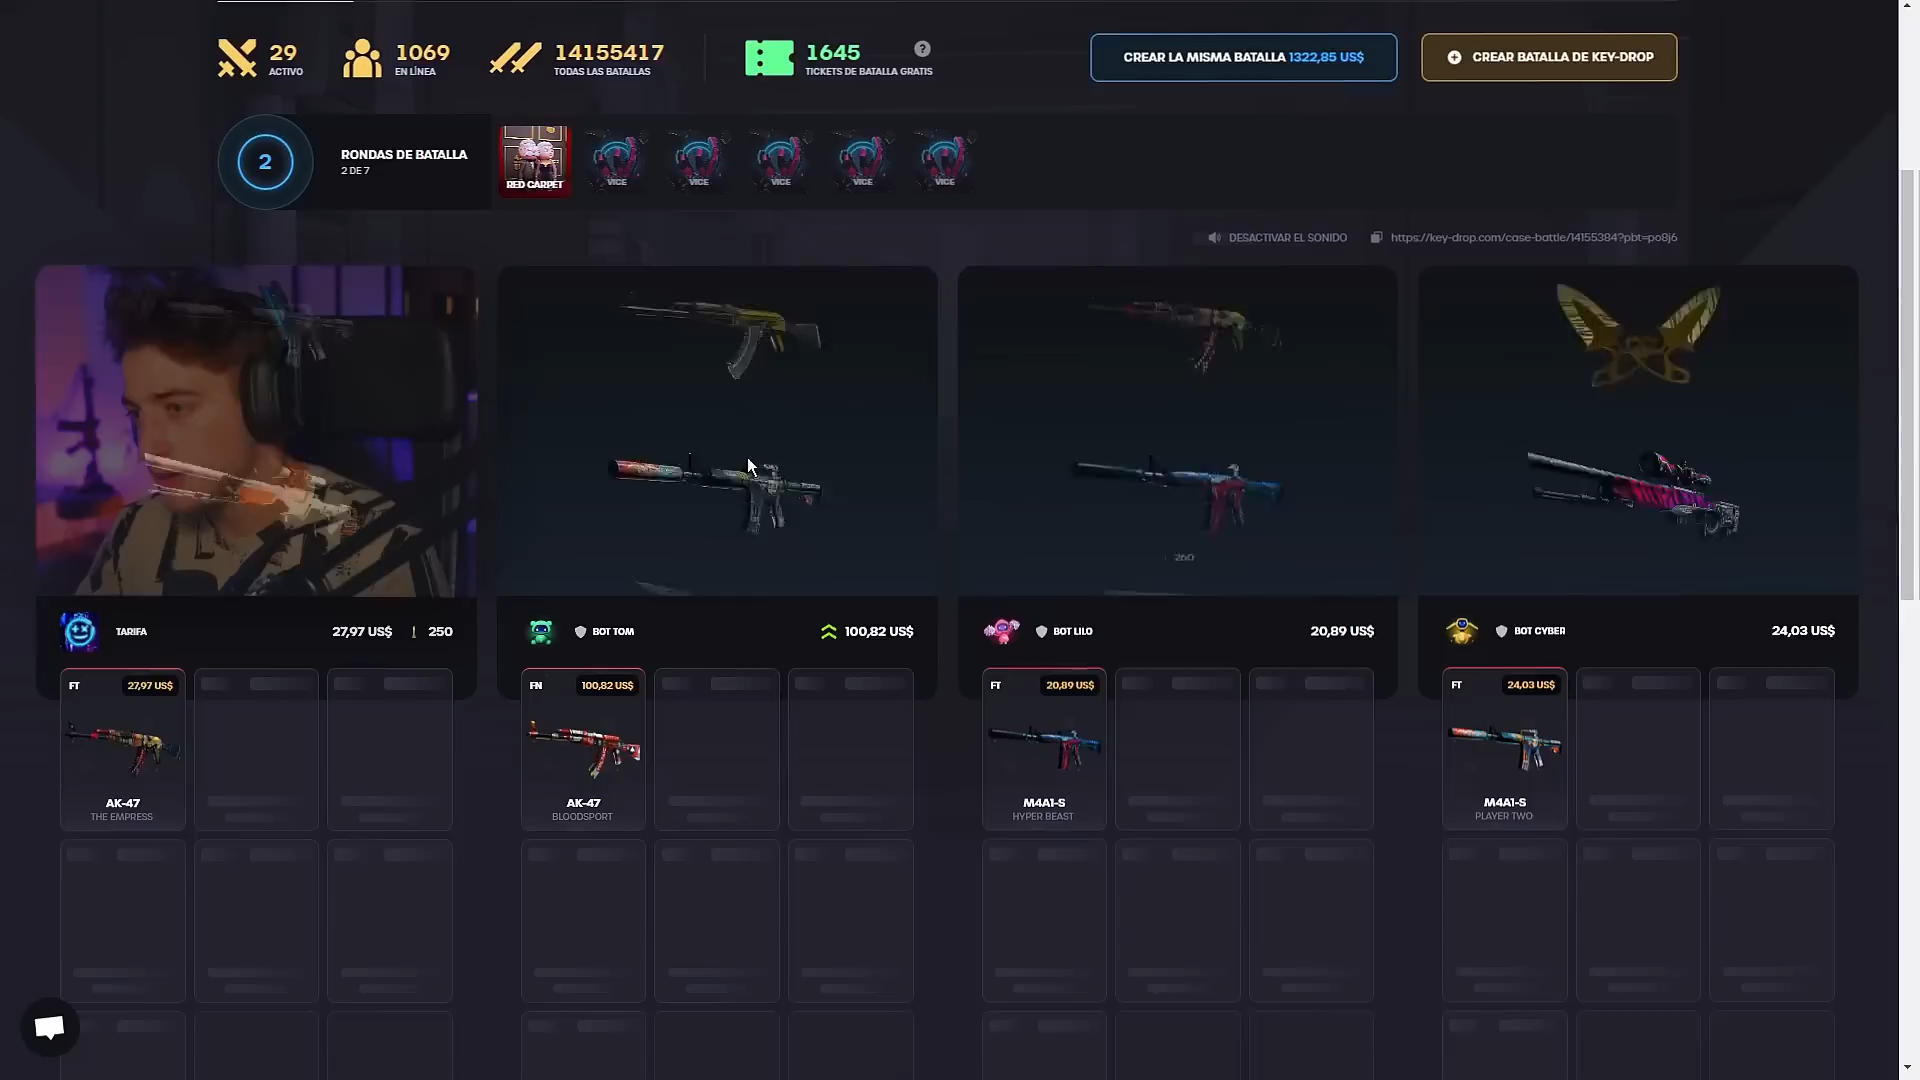 29
ACTIVO
1069
EN LÍNEA
14155417
TODAS LAS BATALLAS
1645
TICKETS DE BATALLA GRATIS
?
CREAR LA MISMA BATALLA 1322,85 US$
CREAR BATALLA DE KEY-DROP
2
RONDAS DE BATALLA
2 DE 7
RED CARPET
VICE
VICE
VICE
VICE
VICE
DESACTIVAR EL SONIDO
https://key-drop.com/case-battle/14155384?pbt=po8j6
260
TARIFA
27,97 US$
250
BOT TOM
100,82 US$
BOT LILO
20,89 US$
BOT CYBER
24,03 US$
FT
27,97 US$
AK-47
THE EMPRESS
FN
100,82 US$
AK-47
BLOODSPORT
FT
20,89 US$
M4A1-S
HYPER BEAST
FT
24,03 US$
M4A1-S
PLAYER TWO